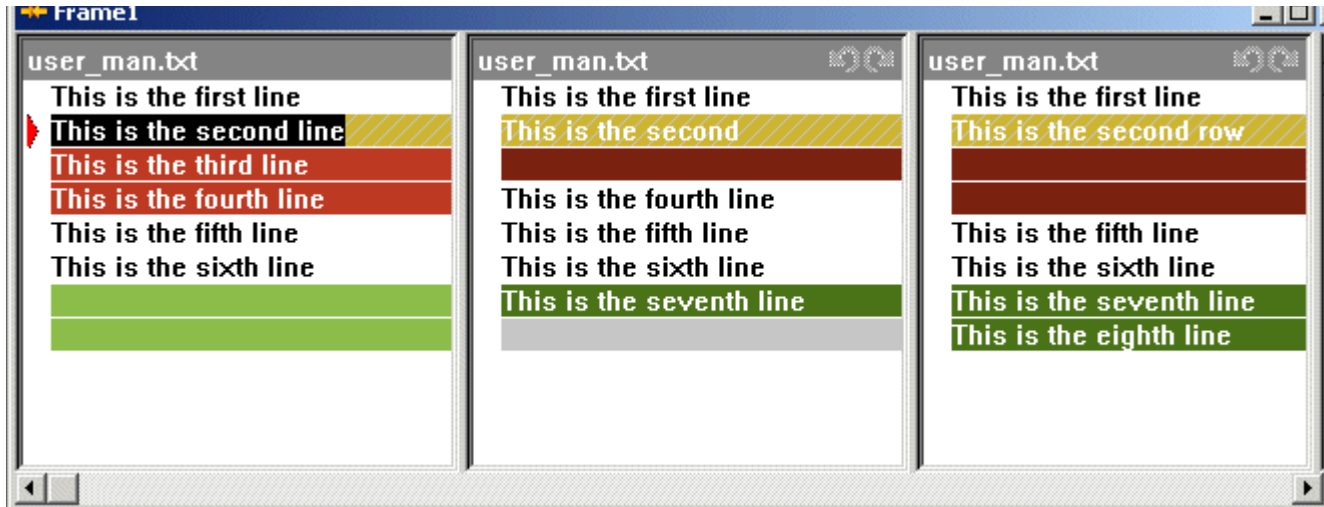 Frame1
user_man.txt
This is the first line
This is the second line
This is the third line
This is the fourth line
This is the fifth line
This is the sixth line
user_man.txt
This is the first line
This is the second
This is the fourth line
This is the fifth line
This is the sixth line
This is the seventh line
user_man.txt
This is the first line
This is the second row
This is the fifth line
This is the sixth line
This is the seventh line
This is the eighth line